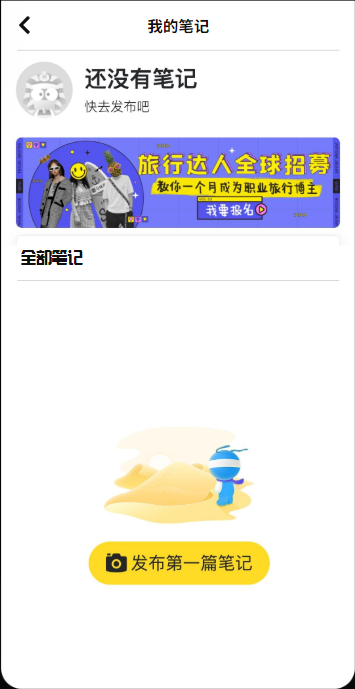 我的笔记
还没有笔记
快去发布吧
旅行达人全球招募
教你一个月成为职业旅行博主
我要报名
全部笔记
发布第一篇笔记